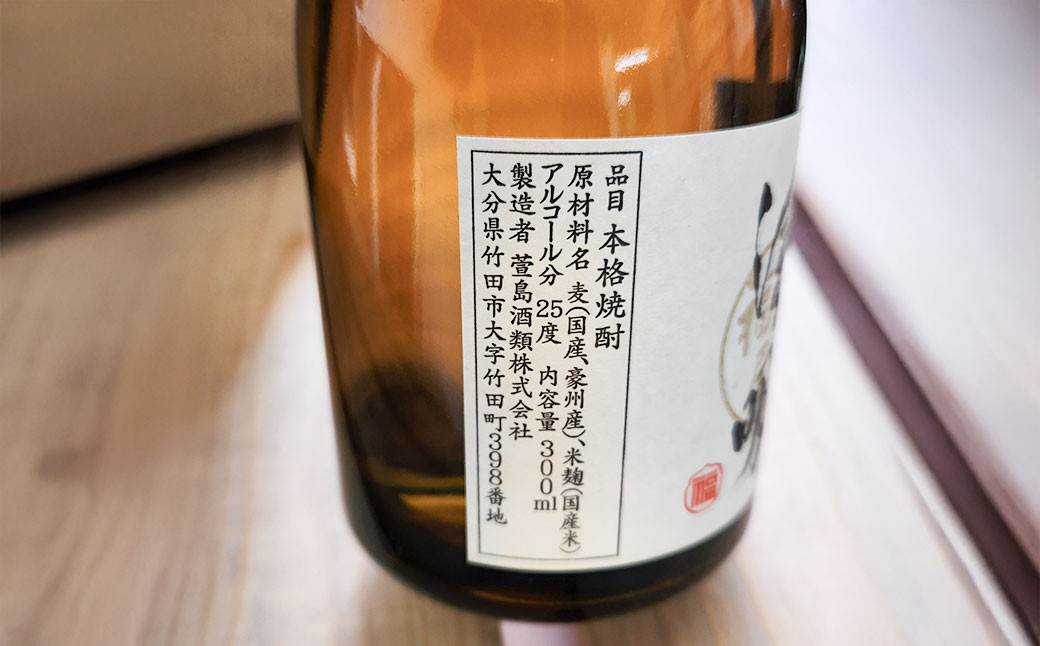 品目 本格焼酎
原材料名 麦(国産、豪州産)、米麹(国産米)
アルコール分 25度 内容量 300ml
製造者 萱島酒類株式会社
大分県竹田市大字竹田町398番地
福